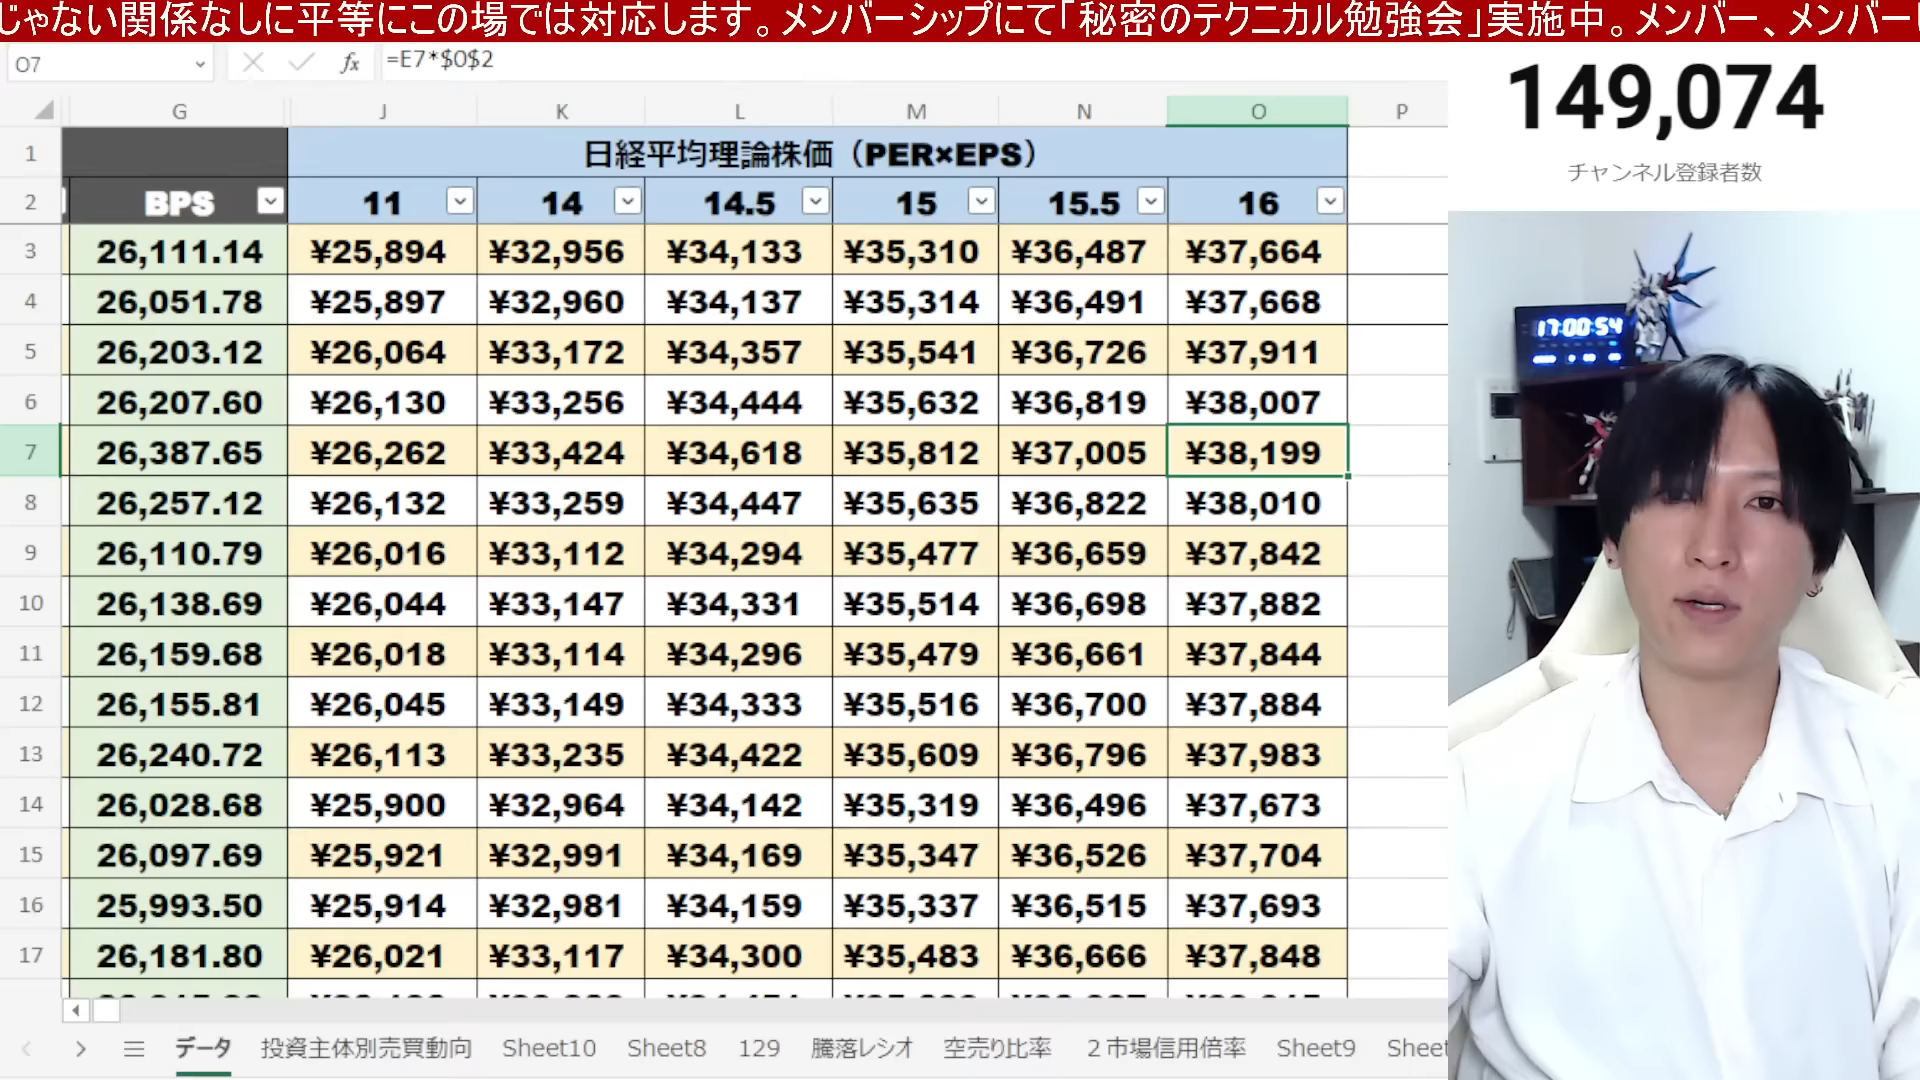 じゃない関係なしに平等にこの場では対応します。メンバーシップにて「秘密のテクニカル勉強会」実施中。メンバー、メンバー
O7 fx =E7*$O$2
149,074
チャンネル登録者数
G J K L M N O P
1 日経平均理論株価（PER×EPS）
2 BPS 11 14 14.5 15 15.5 16
3 26,111.14 ¥25,894 ¥32,956 ¥34,133 ¥35,310 ¥36,487 ¥37,664
4 26,051.78 ¥25,897 ¥32,960 ¥34,137 ¥35,314 ¥36,491 ¥37,668
5 26,203.12 ¥26,064 ¥33,172 ¥34,357 ¥35,541 ¥36,726 ¥37,911
6 26,207.60 ¥26,130 ¥33,256 ¥34,444 ¥35,632 ¥36,819 ¥38,007
7 26,387.65 ¥26,262 ¥33,424 ¥34,618 ¥35,812 ¥37,005 ¥38,199
8 26,257.12 ¥26,132 ¥33,259 ¥34,447 ¥35,635 ¥36,822 ¥38,010
9 26,110.79 ¥26,016 ¥33,112 ¥34,294 ¥35,477 ¥36,659 ¥37,842
10 26,138.69 ¥26,044 ¥33,147 ¥34,331 ¥35,514 ¥36,698 ¥37,882
11 26,159.68 ¥26,018 ¥33,114 ¥34,296 ¥35,479 ¥36,661 ¥37,844
12 26,155.81 ¥26,045 ¥33,149 ¥34,333 ¥35,516 ¥36,700 ¥37,884
13 26,240.72 ¥26,113 ¥33,235 ¥34,422 ¥35,609 ¥36,796 ¥37,983
14 26,028.68 ¥25,900 ¥32,964 ¥34,142 ¥35,319 ¥36,496 ¥37,673
15 26,097.69 ¥25,921 ¥32,991 ¥34,169 ¥35,347 ¥36,526 ¥37,704
16 25,993.50 ¥25,914 ¥32,981 ¥34,159 ¥35,337 ¥36,515 ¥37,693
17 26,181.80 ¥26,021 ¥33,117 ¥34,300 ¥35,483 ¥36,666 ¥37,848
データ 投資主体別売買動向 Sheet10 Sheet8 129 騰落レシオ 空売り比率 ２市場信用倍率 Sheet9 Sheet
17:00:54